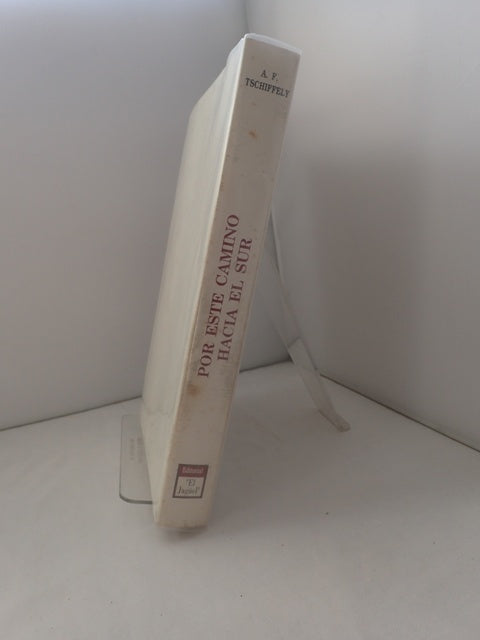 A. F.
TSCHIFFELY
POR ESTE CAMINO
HACIA EL SUR
Editorial
"El
Jagüel"